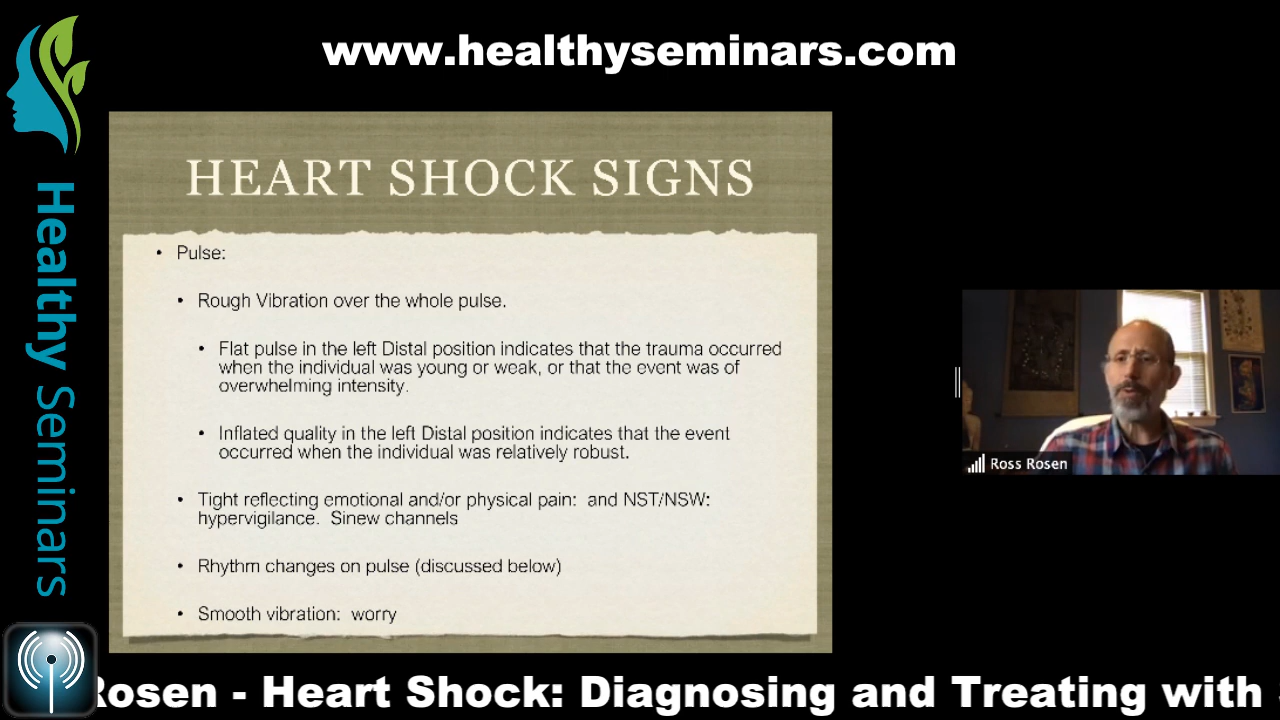 www.healthyseminars.com
Healthy Seminars
HEART SHOCK SIGNS
• Pulse:
• Rough Vibration over the whole pulse.
• Flat pulse in the left Distal position indicates that the trauma occurred
when the individual was young or weak, or that the event was of
overwhelming intensity.
• Inflated quality in the left Distal position indicates that the event
occurred when the individual was relatively robust.
• Tight reflecting emotional and/or physical pain: and NST/NSW:
hypervigilance. Sinew channels
• Rhythm changes on pulse (discussed below)
• Smooth vibration: worry
Ross Rosen
Rosen - Heart Shock: Diagnosing and Treating with